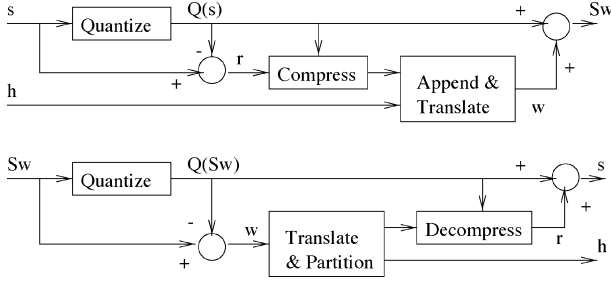 s Quantize Q(s) + Sw
- +
+ r Compress Append &
Translate
h w
Sw Quantize Q(Sw) + s
- +
+ w Translate
& Partition Decompress r
h